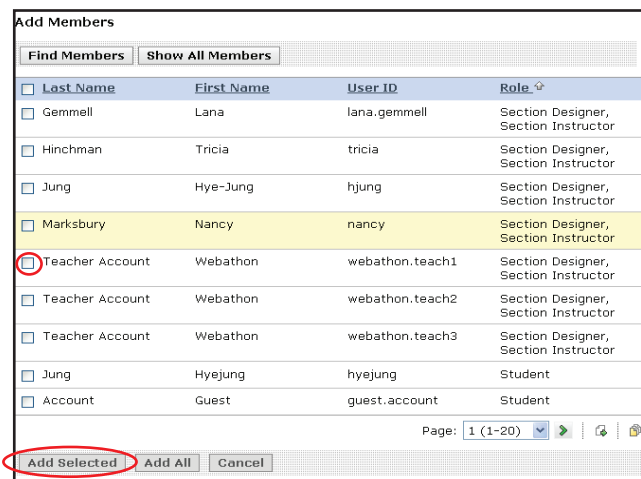 Add Members
Find Members Show All Members
Last Name First Name User ID Role
Gemmell Lana lana.gemmell Section Designer,
Section Instructor
Hinchman Tricia tricia Section Designer,
Section Instructor
Jung Hye-Jung hjung Section Designer,
Section Instructor
Marksbury Nancy nancy Section Designer,
Section Instructor
Teacher Account Webathon webathon.teach1 Section Designer,
Section Instructor
Teacher Account Webathon webathon.teach2 Section Designer,
Section Instructor
Teacher Account Webathon webathon.teach3 Section Designer,
Section Instructor
Jung Hyejung hyejung Student
Account Guest guest.account Student
Page: 1 (1-20)
Add Selected Add All Cancel